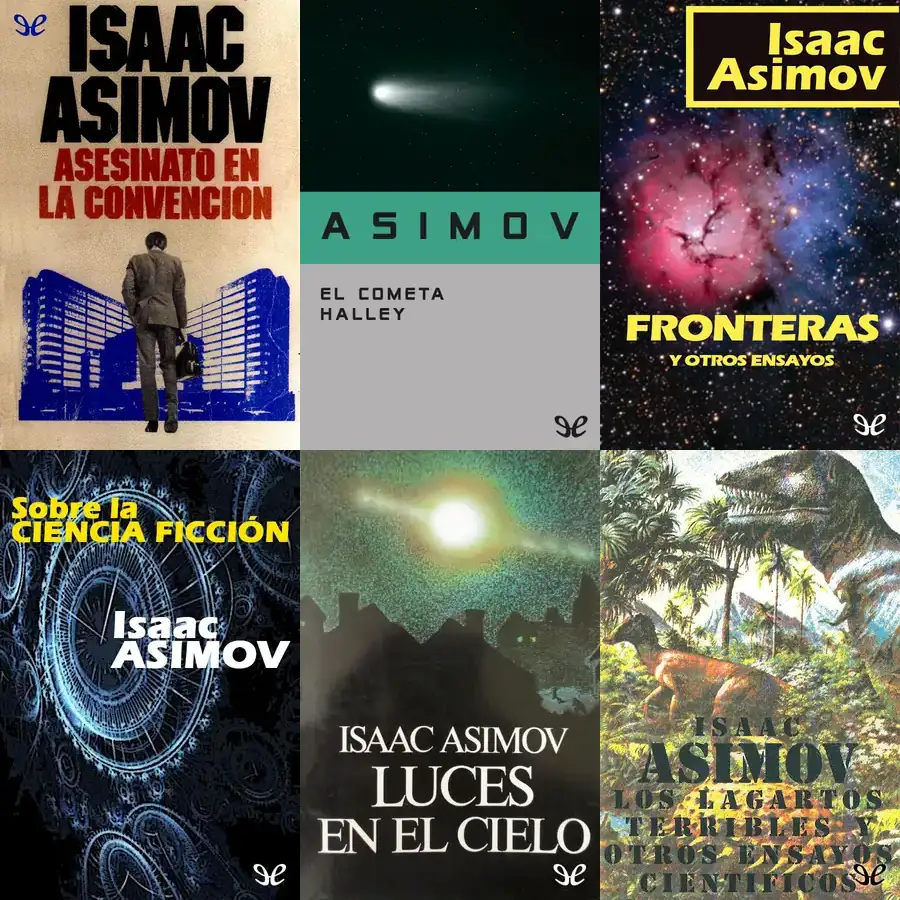 ISAAC
ASIMOV
ASESINATO EN
LA CONVENCION
ASIMOV
EL COMETA
HALLEY
Isaac
Asimov
FRONTERAS
Y OTROS ENSAYOS
Sobre la
CIENCIA FICCIÓN
Isaac
ASIMOV
ISAAC ASIMOV
LUCES
EN EL CIELO
ISAAC
ASIMOV
LOS LAGARTOS
TERRIBLES Y
OTROS ENSAYOS
CIENTIFICOS